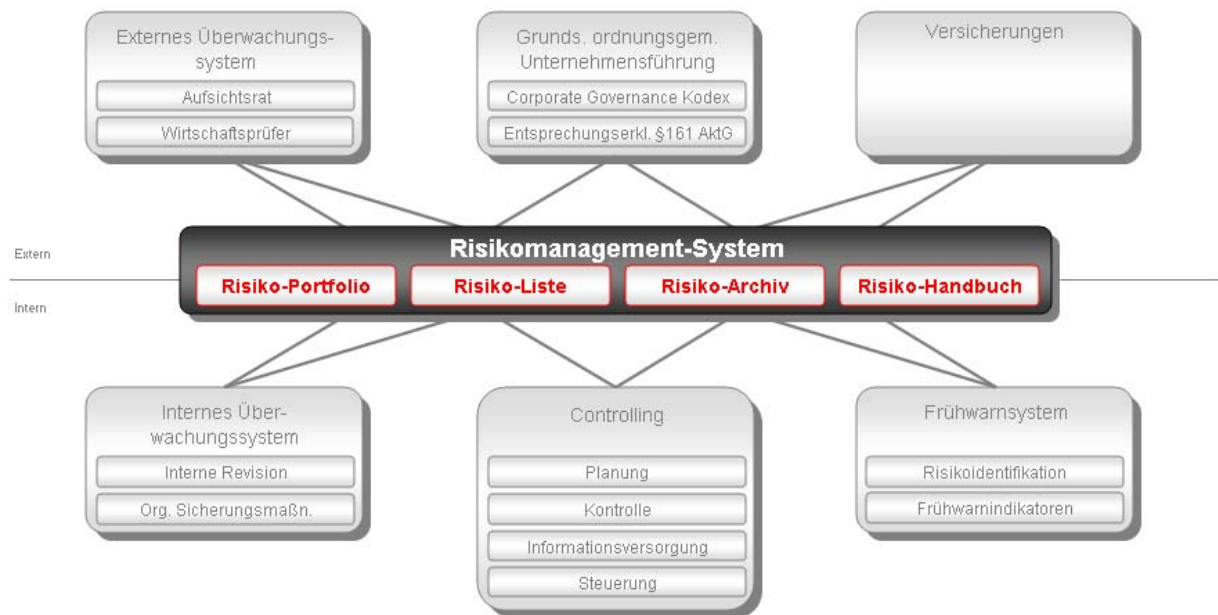 Externes Überwachungs-
system
Aufsichtsrat
Wirtschaftsprüfer
Grunds. ordnungsgem.
Unternehmensführung
Corporate Governance Kodex
Entsprechungserkl. §161 AktG
Versicherungen
Extern
Intern
Risikomanagement-System
Risiko-Portfolio
Risiko-Liste
Risiko-Archiv
Risiko-Handbuch
Internes Über-
wachungssystem
Interne Revision
Org. Sicherungsmaßn.
Controlling
Planung
Kontrolle
Informationsversorgung
Steuerung
Frühwarnsystem
Risikoidentifikation
Frühwarnindikatoren